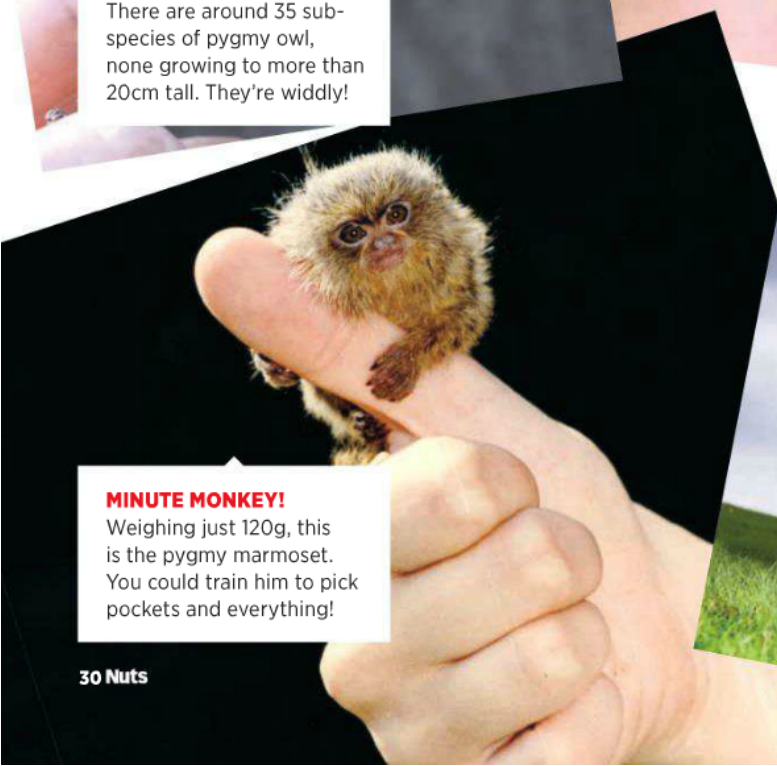 There are around 35 sub-
species of pygmy owl,
none growing to more than
20cm tall. They're widdly!
MINUTE MONKEY!
Weighing just 120g, this
is the pygmy marmoset.
You could train him to pick
pockets and everything!
30 Nuts